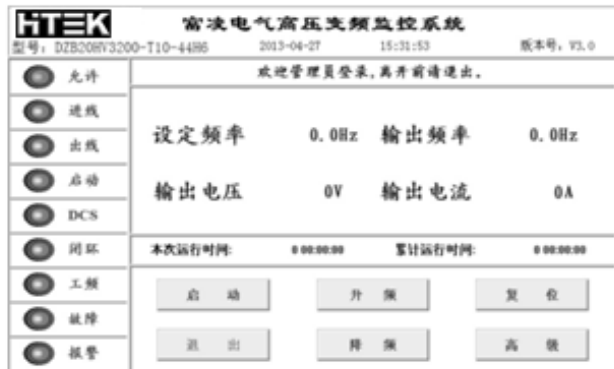 HTEK 富凌电气高压变频监控系统
型号：DZB20HV3200-T10-44H6 2013-04-27 15:31:53 版本号：V3.0
欢迎管理员登录,离开前请退出.
允许
进线
出线
启动
DCS
闭环
工频
故障
报警
设定频率 0.0Hz 输出频率 0.0Hz
输出电压 0V 输出电流 0A
本次运行时间: 0 00:00:00 累计运行时间: 0 00:00:00
启 动 升 频 复 位
退 出 降 频 高 级